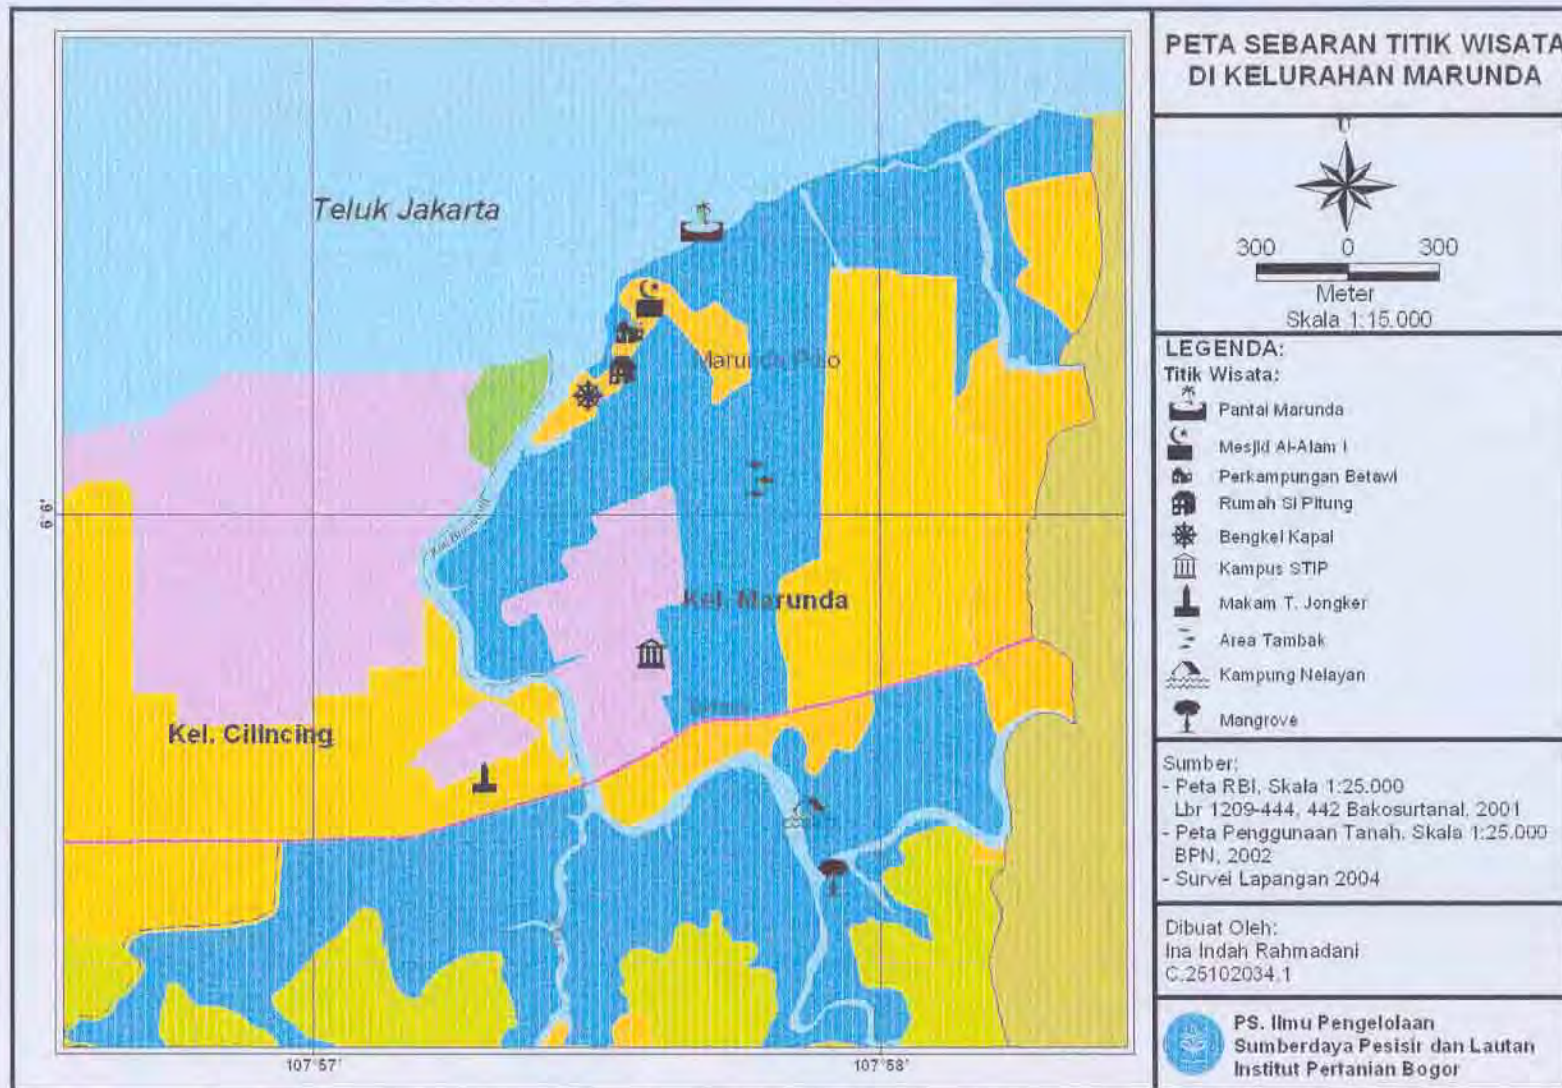 PETA SEBARAN TITIK WISATA
DI KELURAHAN MARUNDA
U
300 0 300
Meter
Skala 1:15.000
LEGENDA:
Titik Wisata:
Pantai Marunda
Mesjid Al-Alam I
Perkampungan Betawi
Rumah Si Pitung
Bengkel Kapal
Kampus STIP
Makam T. Jongker
Area Tambak
Kampung Nelayan
Mangrove
Sumber:
- Peta RBI, Skala 1:25.000
Lbr 1209-444, 442 Bakosurtanal, 2001
- Peta Penggunaan Tanah, Skala 1:25.000
BPN, 2002
- Survei Lapangan 2004
Dibuat Oleh:
Ina Indah Rahmadani
C.25102034.1
PS. Ilmu Pengelolaan
Sumberdaya Pesisir dan Lautan
Institut Pertanian Bogor
Teluk Jakarta
Marunda
6°6'
Kel. Marunda
Kel. Cilincing
107°57'
107°58'